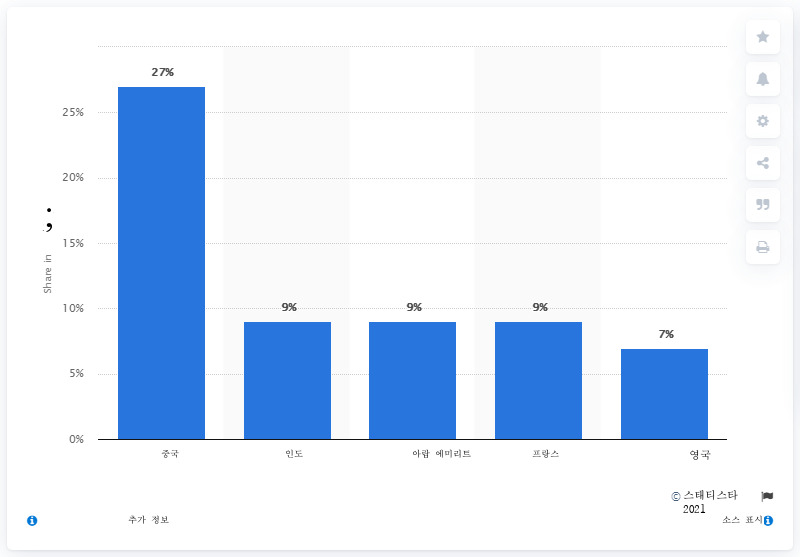 27%
25%
20%
15%
10%
5%
0%
Share in
;
9%
9%
9%
7%
중국
인도
아랍 에미리트
프랑스
영국
© 스태티스타
2021
추가 정보
소스 표시